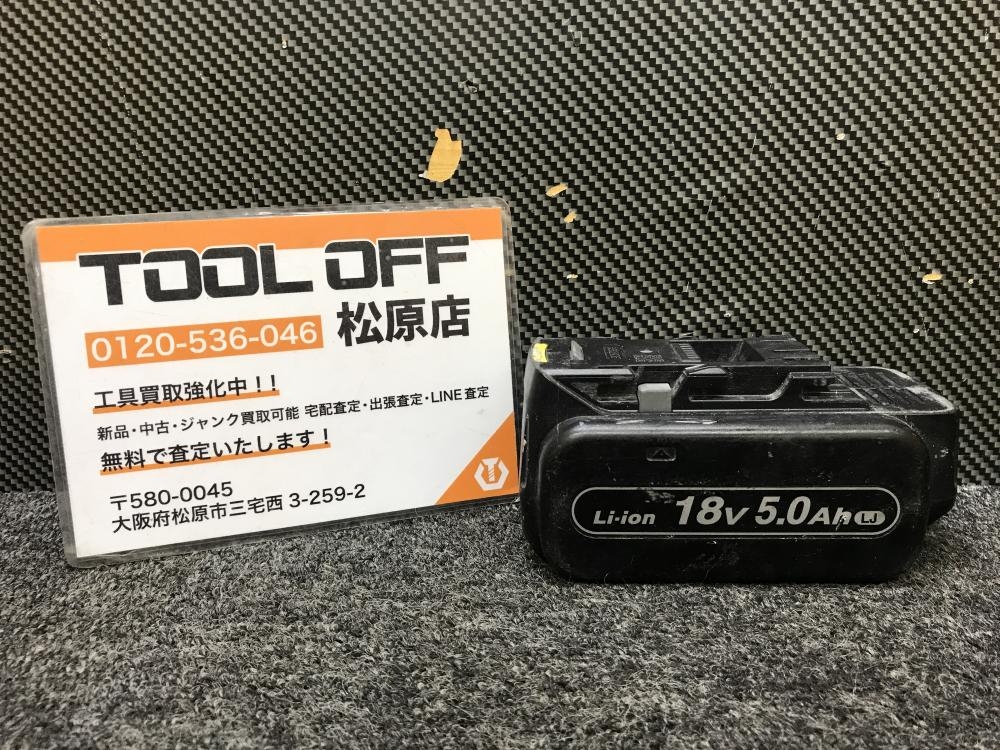 TOOL OFF
0120-536-046 松原店
工具買取強化中！！
新品・中古・ジャンク買取可能 宅配査定・出張査定・LINE査定
無料で査定いたします！
〒580-0045
大阪府松原市三宅西 3-259-2
Li-ion 18V 5.0Ah LJ